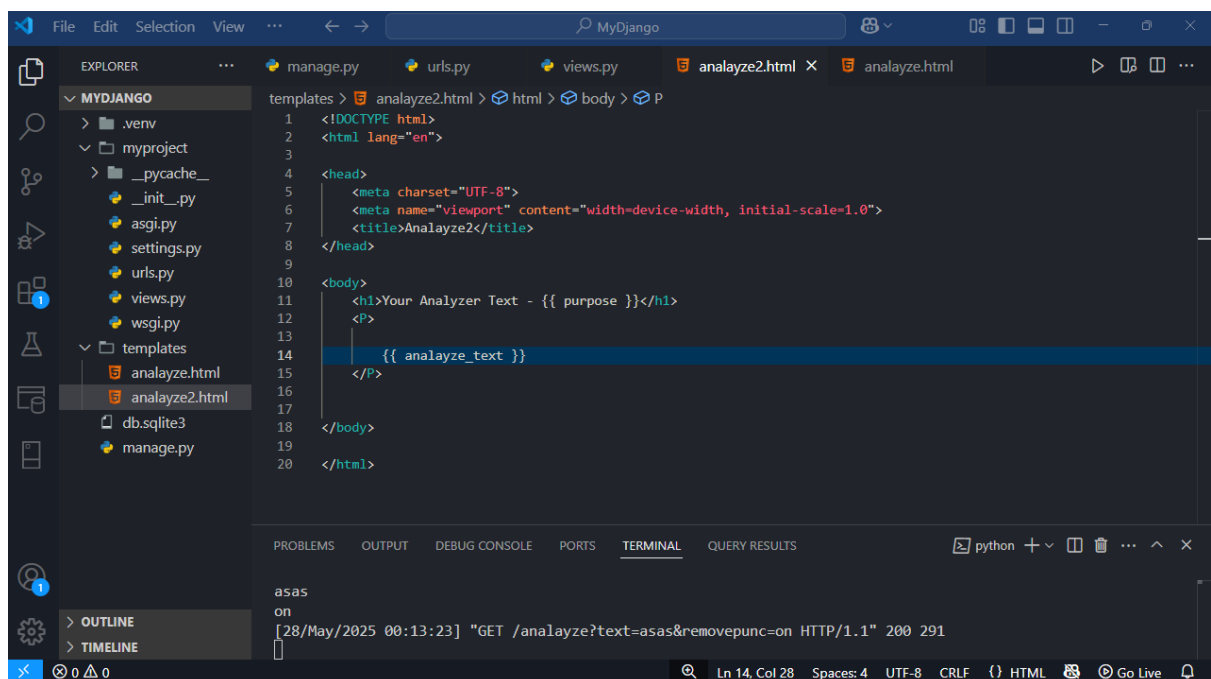 File Edit Selection View ··· ← → MyDjango
EXPLORER ···
MYDJANGO
.venv
myproject
__pycache__
__init__.py
asgi.py
settings.py
urls.py
views.py
wsgi.py
templates
analayze.html
analayze2.html
db.sqlite3
manage.py
OUTLINE
TIMELINE
manage.py urls.py views.py analayze2.html × analayze.html
templates > analayze2.html > html > body > P
1 <!DOCTYPE html>
2 <html lang="en">
3
4 <head>
5 <meta charset="UTF-8">
6 <meta name="viewport" content="width=device-width, initial-scale=1.0">
7 <title>Analayze2</title>
8 </head>
9
10 <body>
11 <h1>Your Analyzer Text - {{ purpose }}</h1>
12 <P>
13
14 {{ analayze_text }}
15 </P>
16
17
18 </body>
19
20 </html>
PROBLEMS OUTPUT DEBUG CONSOLE PORTS TERMINAL QUERY RESULTS python
asas
on
[28/May/2025 00:13:23] "GET /analayze?text=asas&removepunc=on HTTP/1.1" 200 291
1
1
0 0 Ln 14, Col 28 Spaces: 4 UTF-8 CRLF {} HTML Go Live